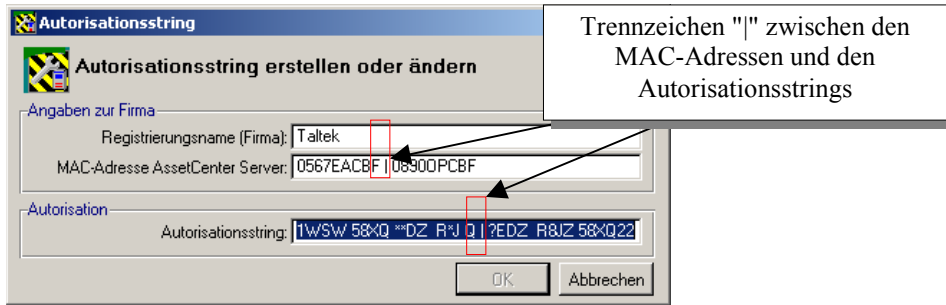 Autorisationsstring
Trennzeichen "|" zwischen den
MAC-Adressen und den
Autorisationsstrings
Autorisationsstring erstellen oder ändern
Angaben zur Firma
Registrierungsname (Firma): Taltek
MAC-Adresse AssetCenter Server: 0567EACBF | 0890OPCBF
Autorisation
Autorisationsstring: 1WSW 58XQ **DZ R*J Q | ?EDZ R8JZ 58XQ22
OK Abbrechen